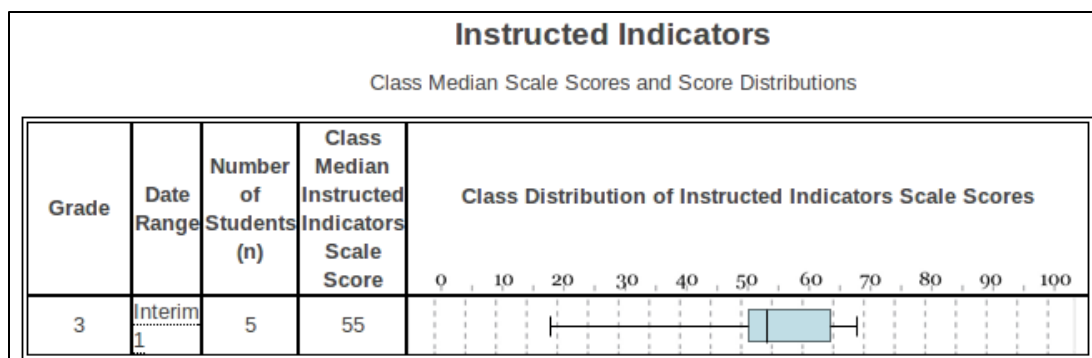 Instructed Indicators
Class Median Scale Scores and Score Distributions
Grade
Date
Range
Number
of
Students
(n)
Class
Median
Instructed
Indicators
Scale
Score
Class Distribution of Instructed Indicators Scale Scores
0 10 20 30 40 50 60 70 80 90 100
3
Interim
1
5
55